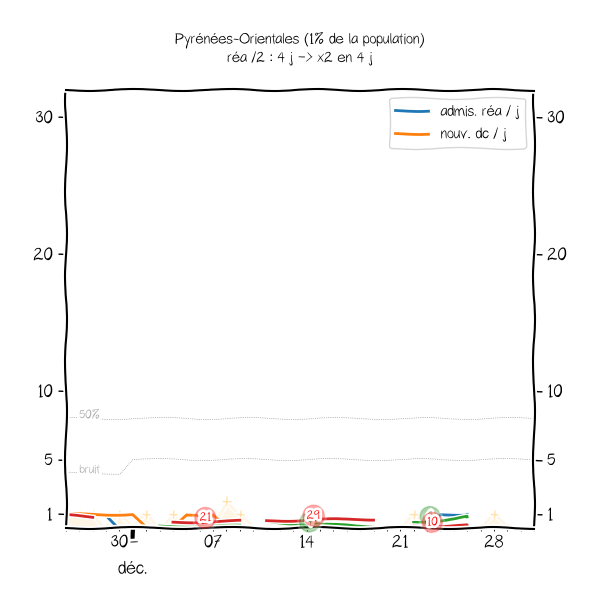 Pyrénées-Orientales (1% de la population)
réa /2 : 4 j -> x2 en 4 j
admis. réa / j
nouv. dc / j
30 30
20 20
10 10
50%
5 5
bruit
1 1
21 29 10
30 07 14 21 28
déc.